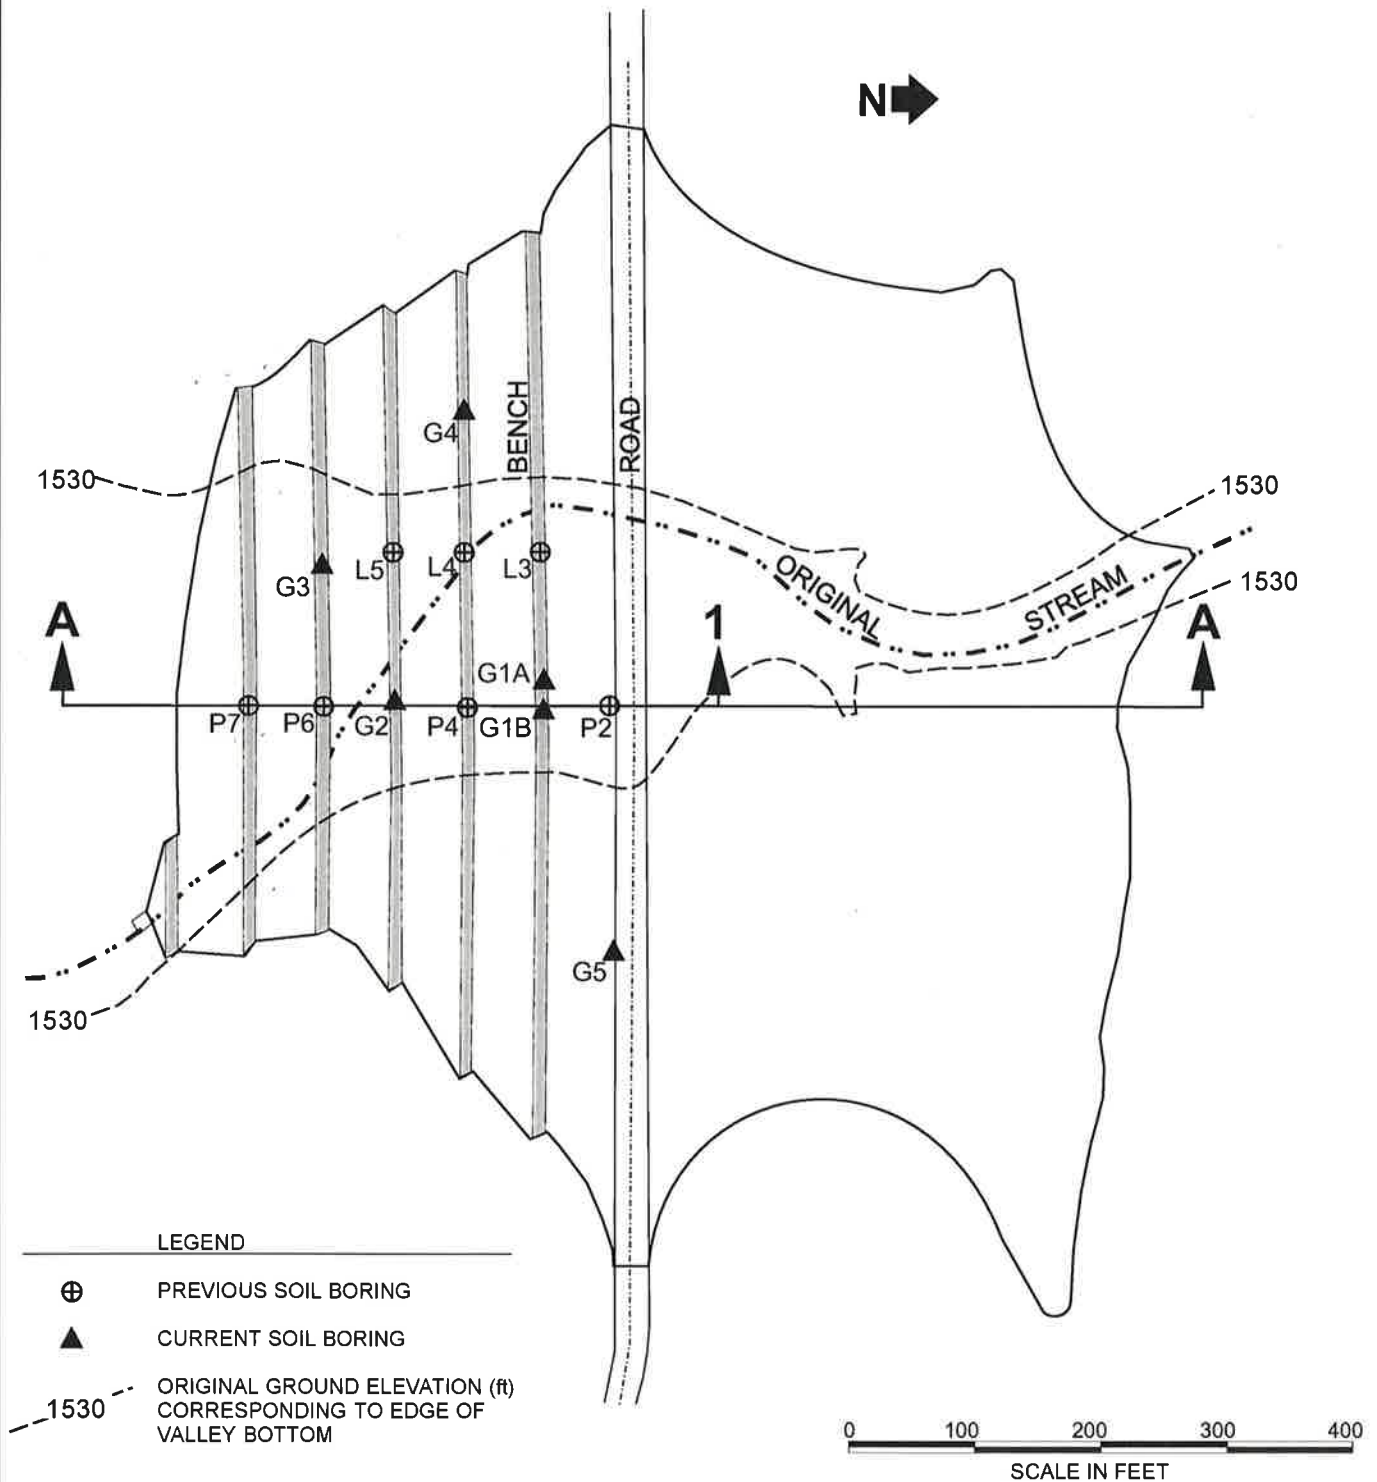 N
BENCH
ROAD
G4
1530
1530
L5
L4
L3
G3
ORIGINAL
STREAM
1530
A
1
A
G1A
P7
P6
G2
P4
G1B
P2
G5
1530
LEGEND
PREVIOUS SOIL BORING
CURRENT SOIL BORING
1530
ORIGINAL GROUND ELEVATION (ft)
CORRESPONDING TO EDGE OF
VALLEY BOTTOM
0 100 200 300 400
SCALE IN FEET